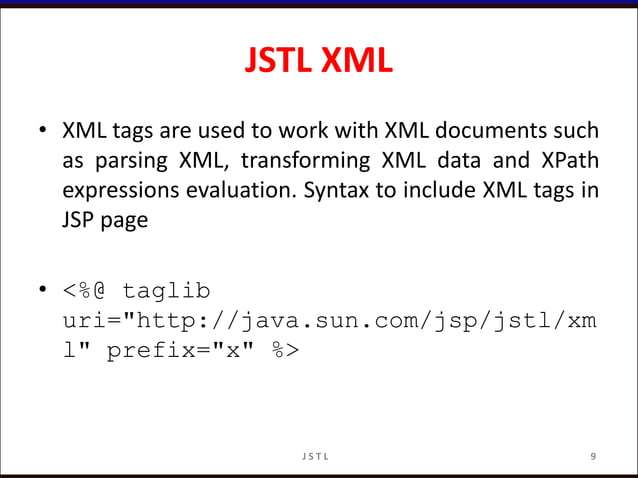 JSTL XML
• XML tags are used to work with XML documents such
as parsing XML, transforming XML data and XPath
expressions evaluation. Syntax to include XML tags in
JSP page
• <%@ taglib
uri="http://java.sun.com/jsp/jstl/xm
l" prefix="x" %>
JSTL
9